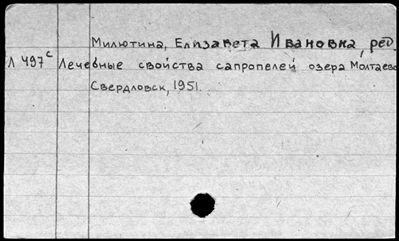 Милютина, Елизавета Ивановна, ред.
Л 497с Лечебные свойства сапропелей озера Молтаево
Свердловск, 1951.